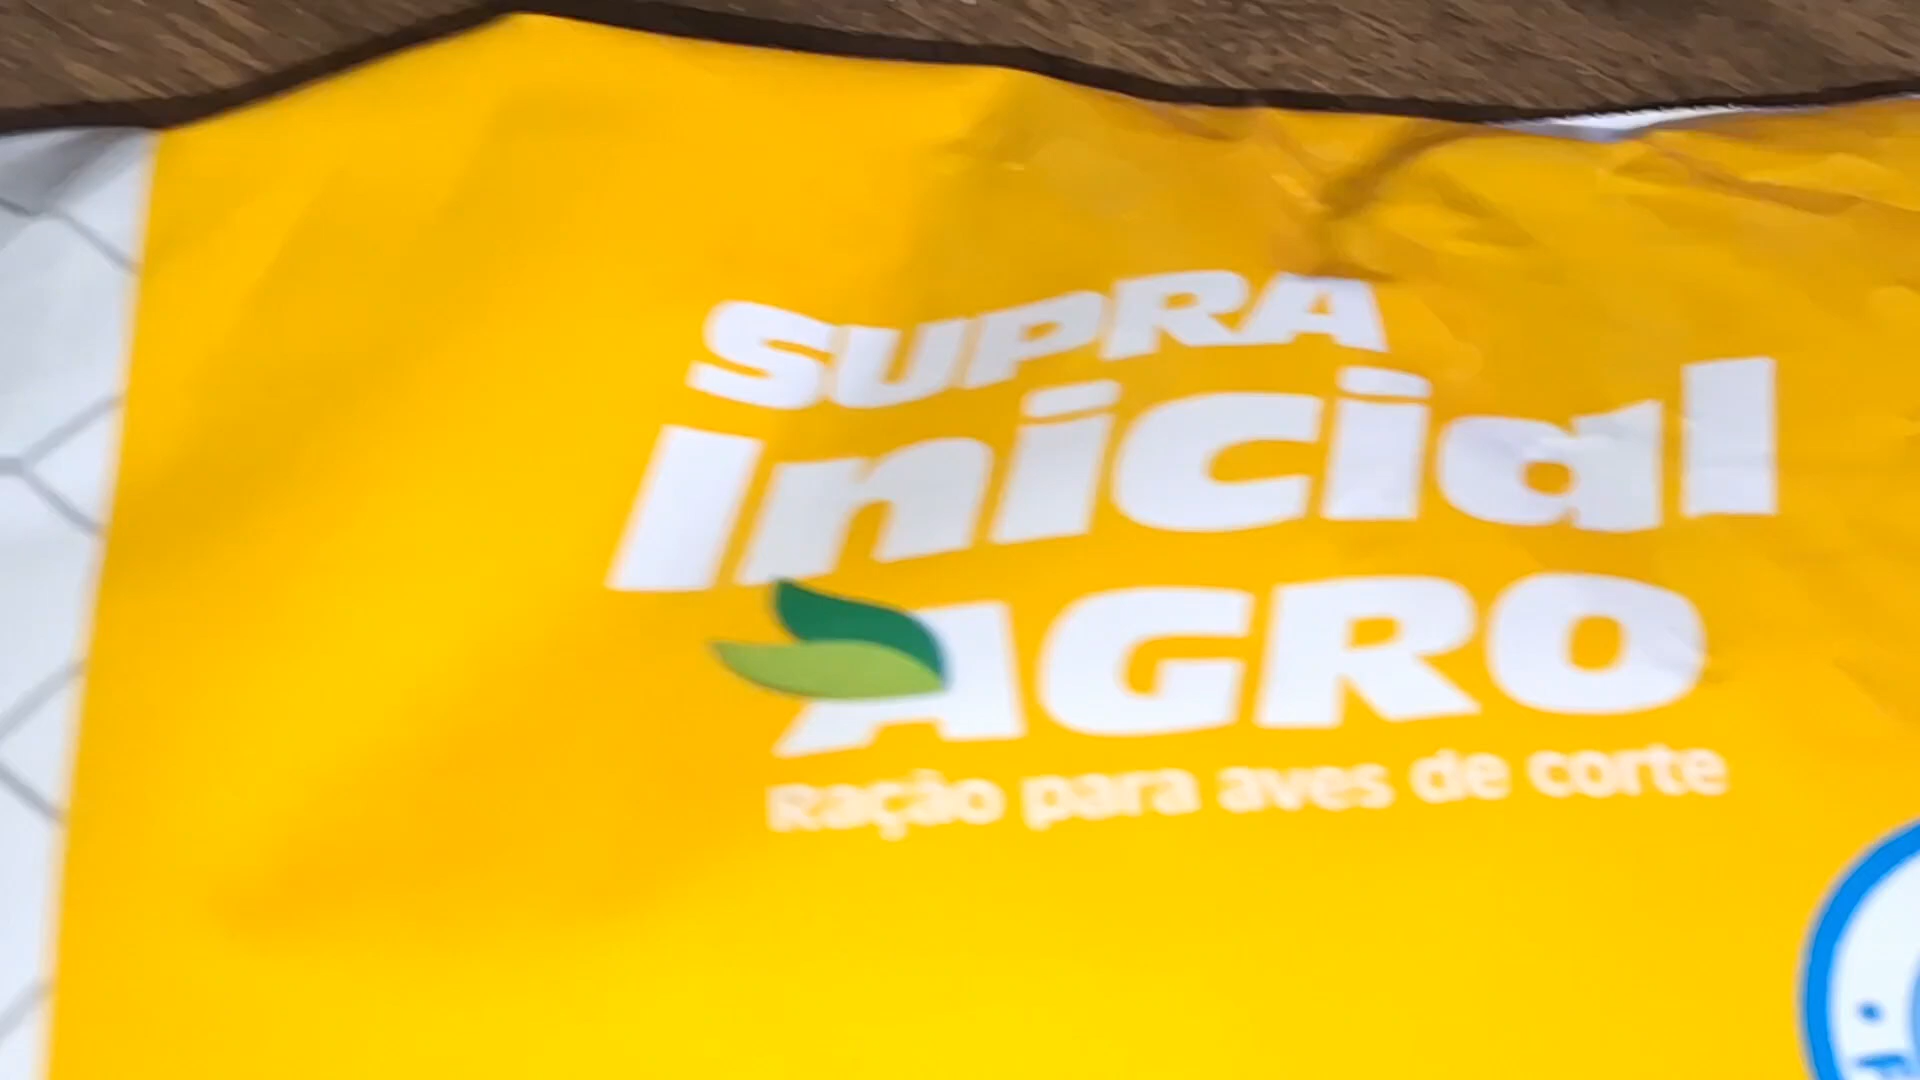 SUPRA
Inicial
AGRO
Ração para aves de corte